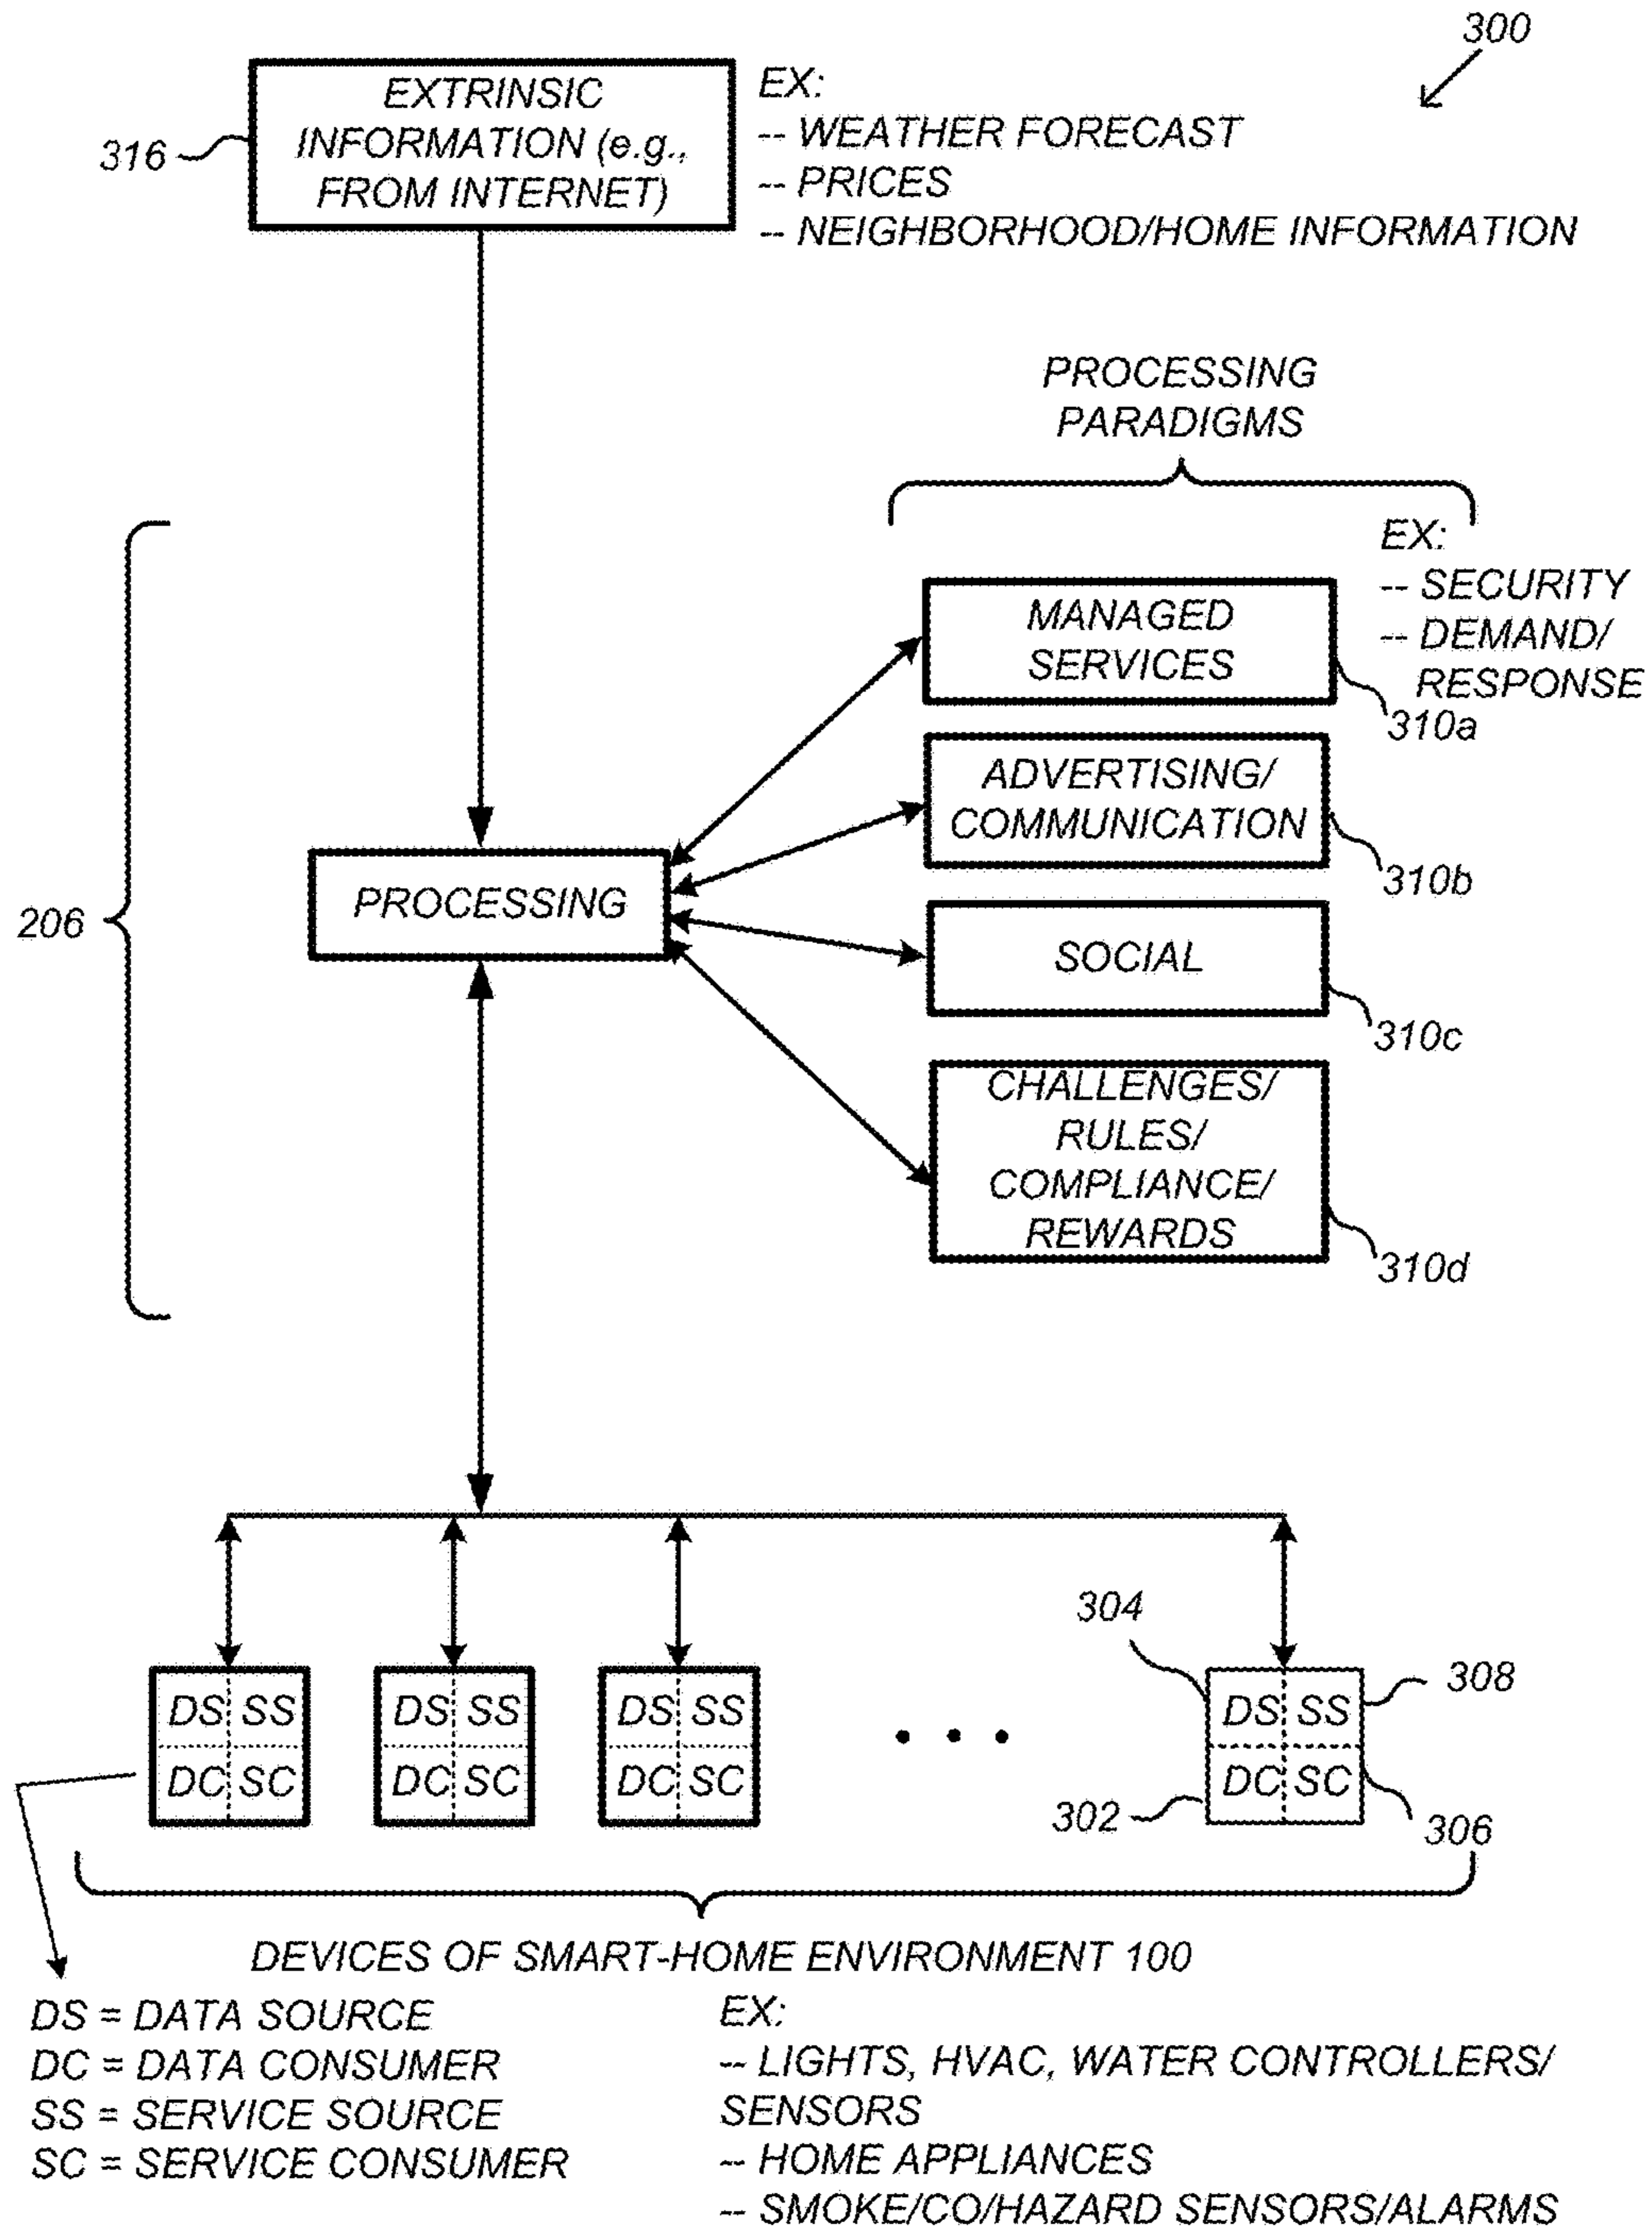 300
EXTRINSIC
INFORMATION (e.g.,
FROM INTERNET)
316
EX:
-- WEATHER FORECAST
-- PRICES
-- NEIGHBORHOOD/HOME INFORMATION
PROCESSING
PARADIGMS
EX:
-- SECURITY
-- DEMAND/
RESPONSE
MANAGED
SERVICES
310a
ADVERTISING/
COMMUNICATION
310b
206
PROCESSING
SOCIAL
310c
CHALLENGES/
RULES/
COMPLIANCE/
REWARDS
310d
304
308
DS SS
DC SC
DS SS
DC SC
DS SS
DC SC
• • •
DS SS
DC SC
302
306
DEVICES OF SMART-HOME ENVIRONMENT 100
DS = DATA SOURCE
DC = DATA CONSUMER
SS = SERVICE SOURCE
SC = SERVICE CONSUMER
EX:
-- LIGHTS, HVAC, WATER CONTROLLERS/
SENSORS
-- HOME APPLIANCES
-- SMOKE/CO/HAZARD SENSORS/ALARMS